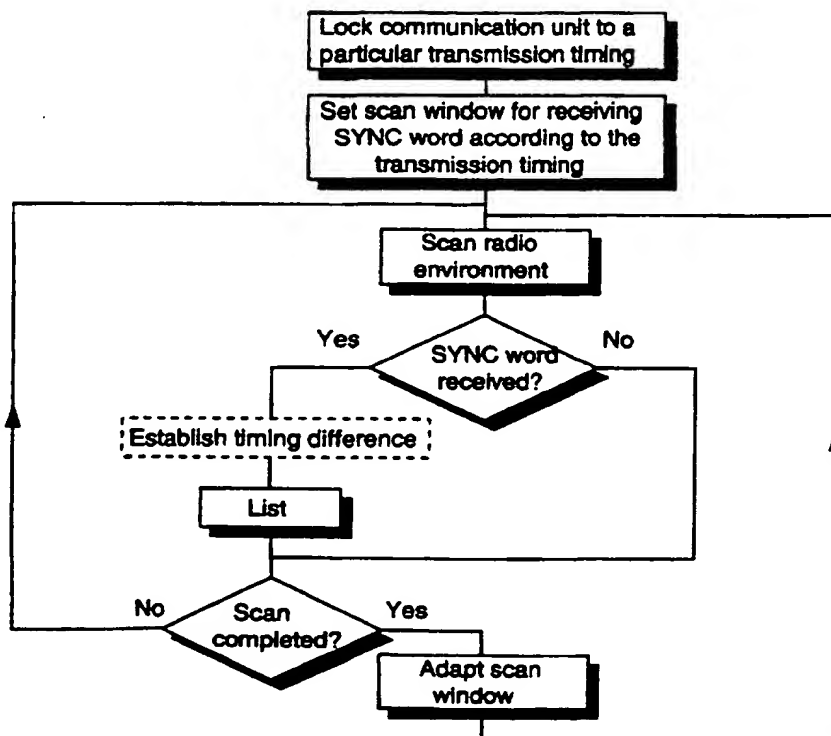 Lock communication unit to a
particular transmission timing
Set scan window for receiving
SYNC word according to the
transmission timing
Scan radio
environment
Yes
No
SYNC word
received?
Establish timing difference
List
No
Yes
Scan
completed?
Adapt scan
window